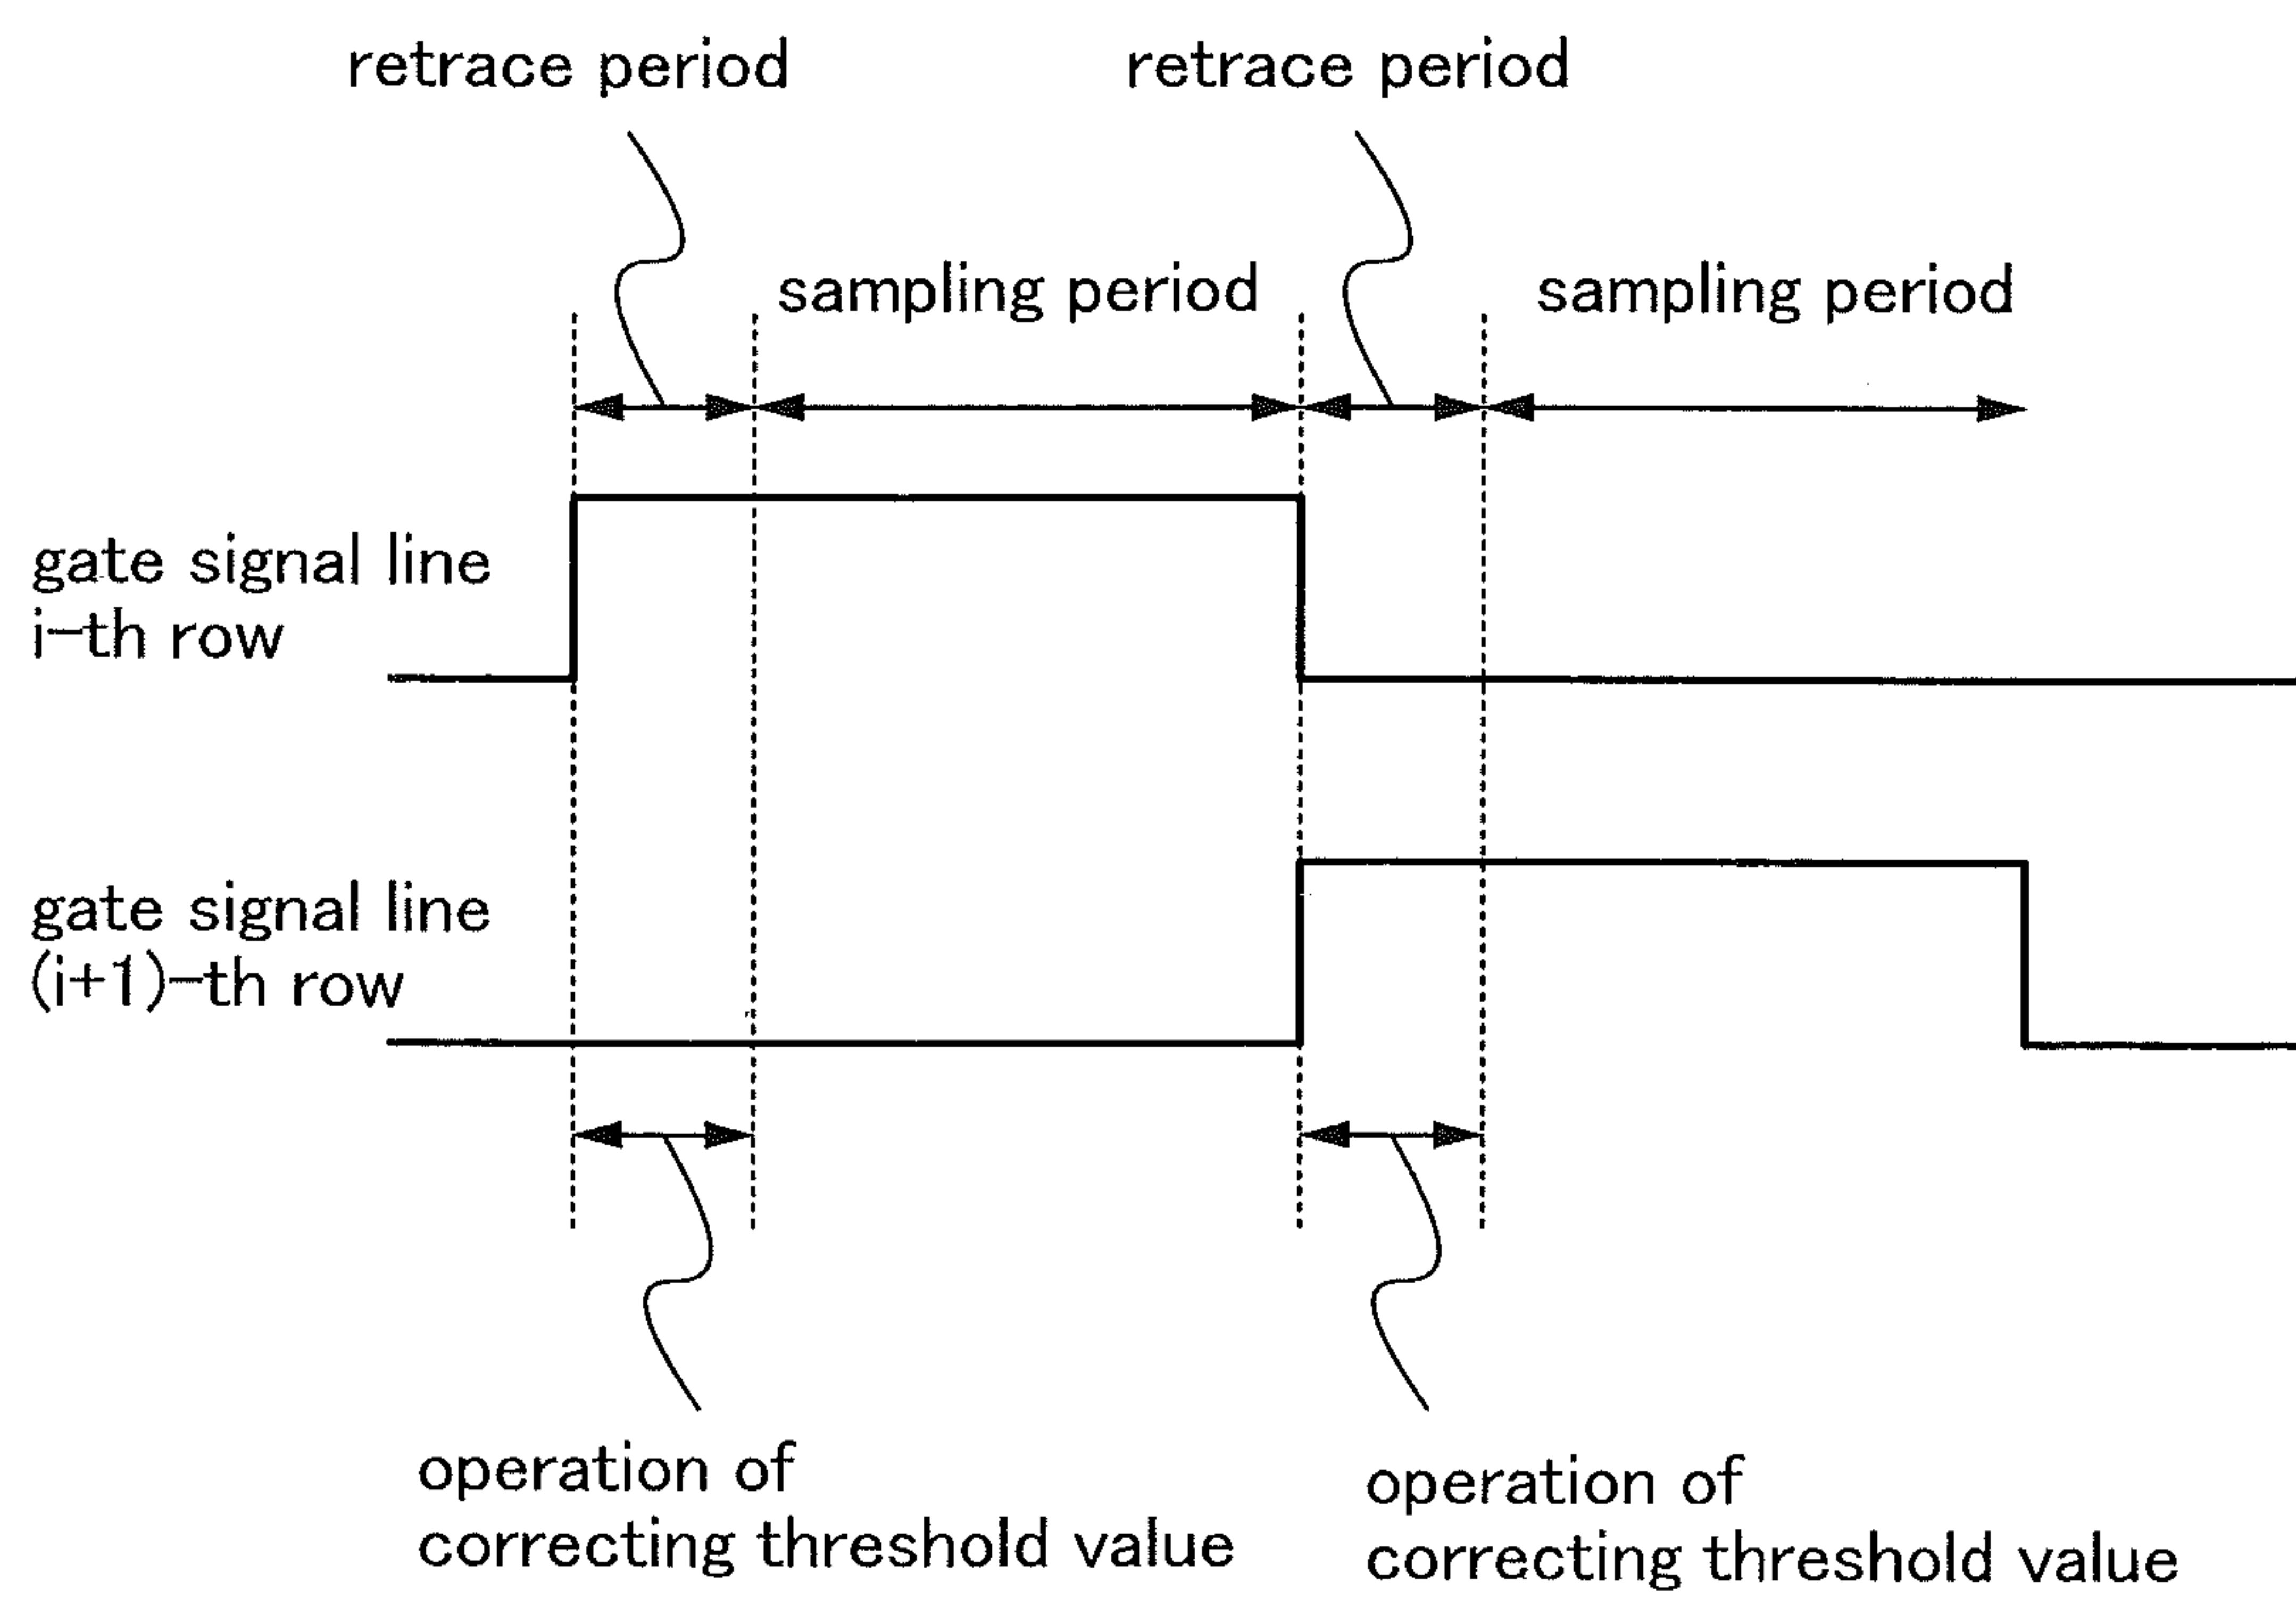 retrace period
retrace period
sampling period
sampling period
gate signal line
i-th row
gate signal line
(i+1)-th row
operation of
correcting threshold value
operation of
correcting threshold value